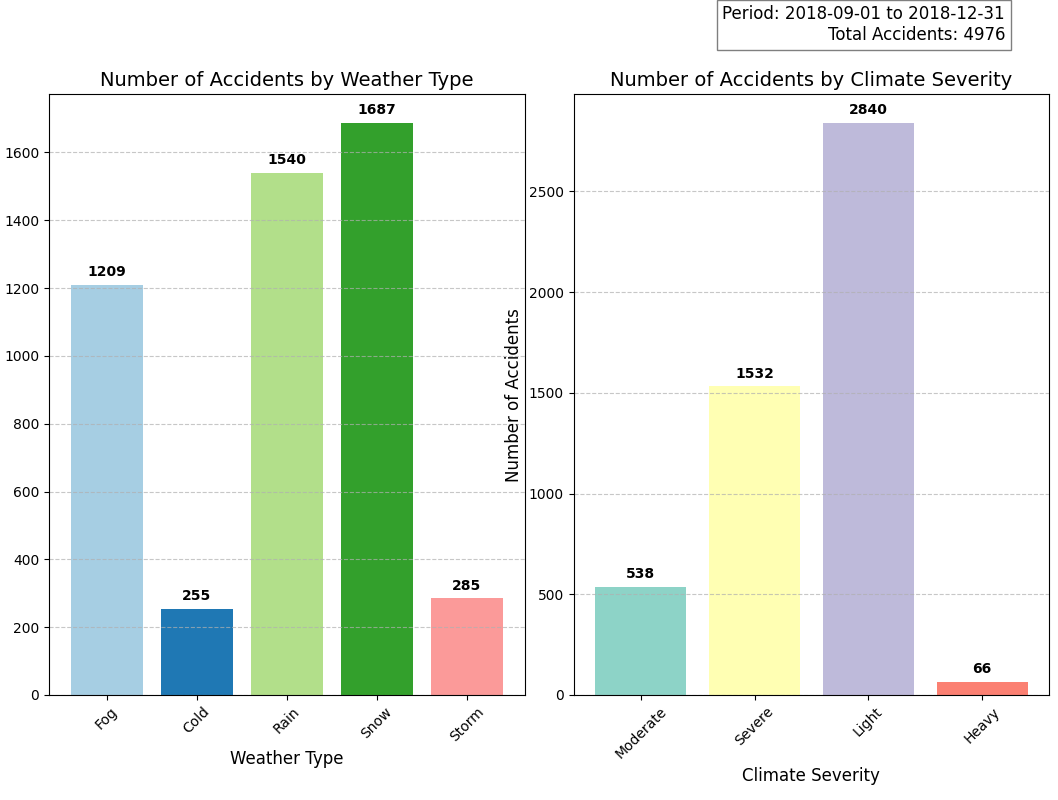 Period: 2018-09-01 to 2018-12-31
Total Accidents: 4976
Number of Accidents by Weather Type
1687
1600
1540
1400
1209
1200
1000
800
600
400
285
255
200
0
Fog
Cold
Rain
Snow
Storm
Weather Type
Number of Accidents by Climate Severity
2840
2500
2000
Number of Accidents
1532
1500
1000
538
500
66
0
Moderate
Severe
Light
Heavy
Climate Severity